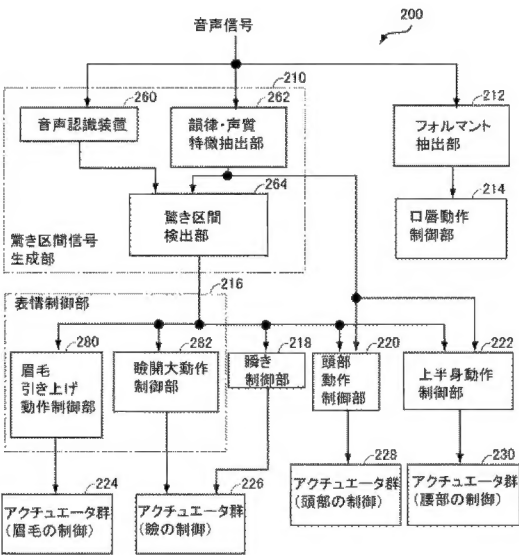 音声信号
200
210
260
262
212
音声認識装置
韻律・声質
特徴抽出部
フォルマント
抽出部
264
214
驚き区間
検出部
口唇動作
制御部
驚き区間信号
生成部
216
表情制御部
280
282
218
220
222
眉毛
引き上げ
動作制御部
瞼開大動作
制御部
瞬き
制御部
頭部
動作
制御部
上半身動作
制御部
224
226
228
230
アクチュエータ群
(眉毛の制御)
アクチュエータ群
(瞼の制御)
アクチュエータ群
(頭部の制御)
アクチュエータ群
(腰部の制御)